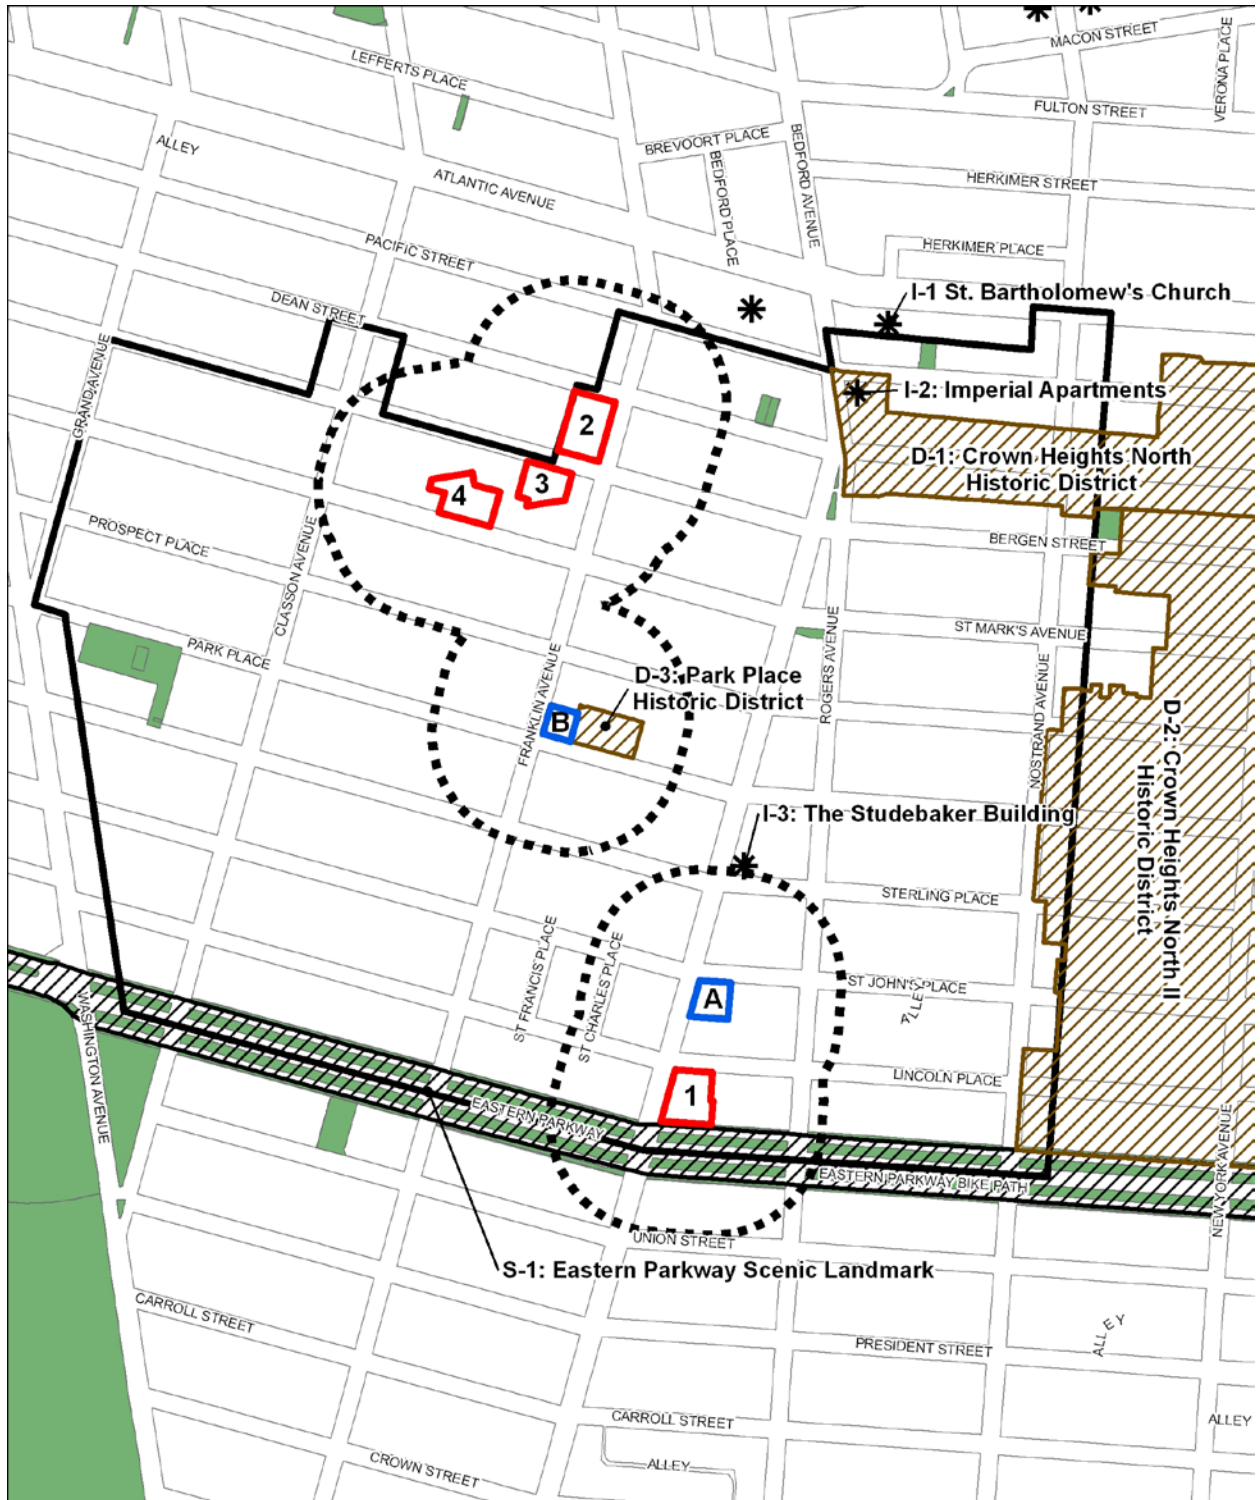 MACON STREET
VERONA PLACE
LEFFERTS PLACE
FULTON STREET
ALLEY
BREVOORT PLACE
BEDFORD PLACE
BEDFORD AVENUE
ATLANTIC AVENUE
HERKIMER STREET
PACIFIC STREET
HERKIMER PLACE
DEAN STREET
I-1 St. Bartholomew's Church
GRAND AVENUE
I-2: Imperial Apartments
2
D-1: Crown Heights North
Historic District
3
4
PROSPECT PLACE
CLASSON AVENUE
BERGEN STREET
ST MARK'S AVENUE
ROGERS AVENUE
PARK PLACE
NOSTRAND AVENUE
D-3: Park Place
Historic District
FRANKLIN AVENUE
B
D-2: Crown Heights North II
Historic District
I-3: The Studebaker Building
STERLING PLACE
ST FRANCIS PLACE
ST CHARLES PLACE
A
ST JOHN'S PLACE
ALLEY
WASHINGTON AVENUE
LINCOLN PLACE
1
EASTERN PARKWAY
EASTERN PARKWAY BIKE PATH
NEW YORK AVENUE
UNION STREET
S-1: Eastern Parkway Scenic Landmark
CARROLL STREET
ALLEY
PRESIDENT STREET
CARROLL STREET
ALLEY
CROWN STREET
ALLEY